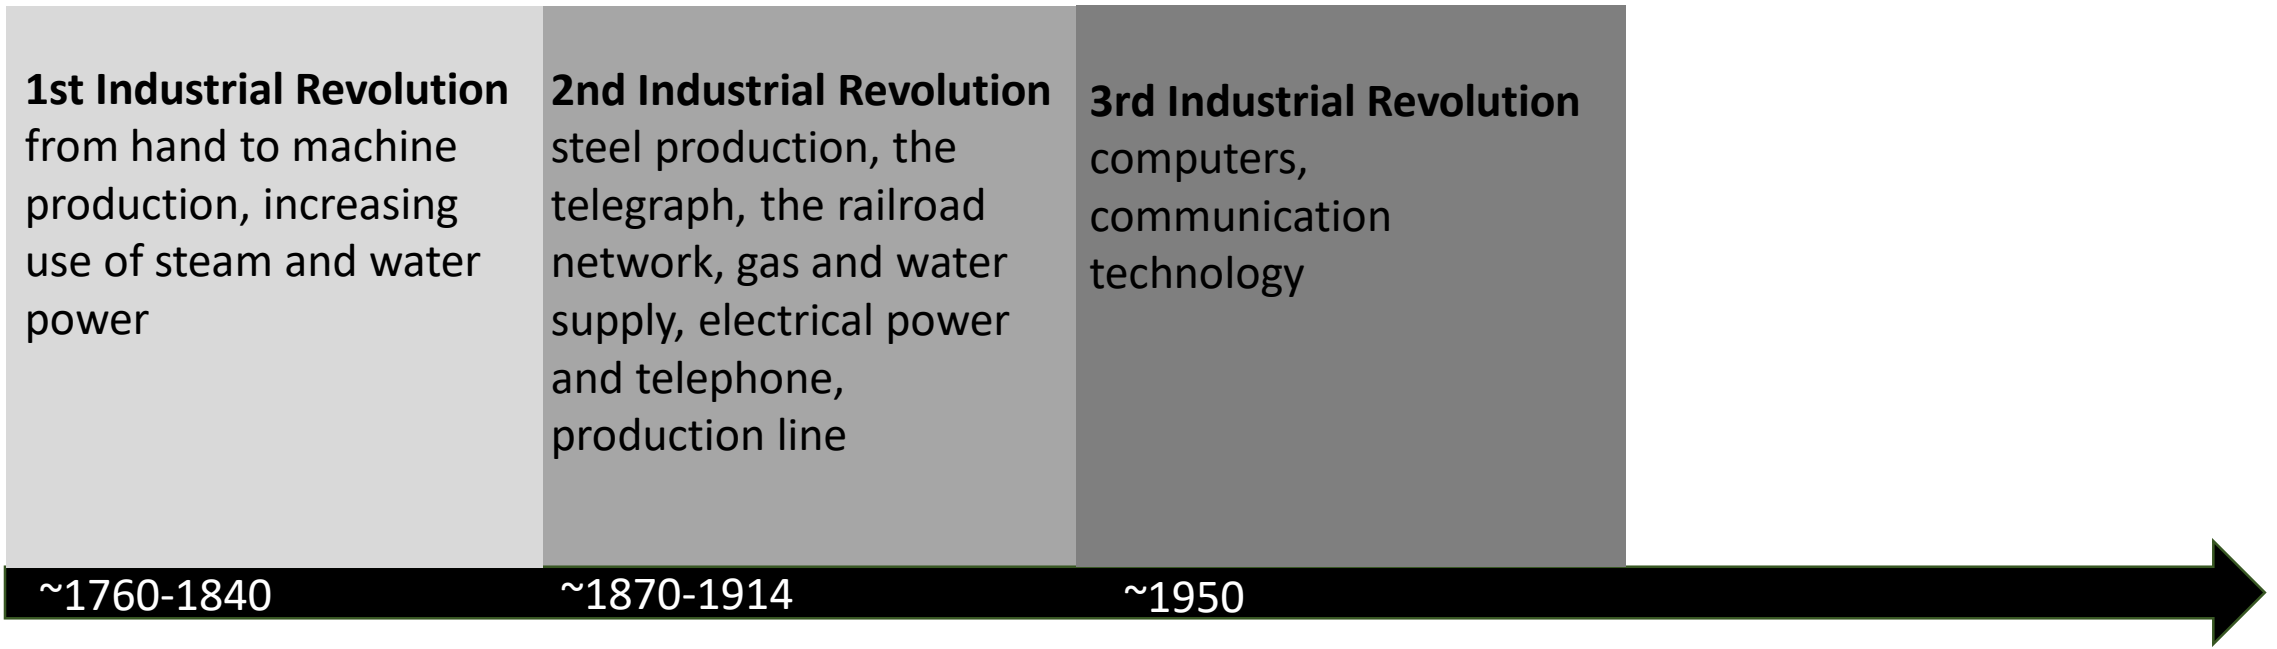 1st Industrial Revolution
from hand to machine
production, increasing
use of steam and water
power
2nd Industrial Revolution
steel production, the
telegraph, the railroad
network, gas and water
supply, electrical power
and telephone,
production line
3rd Industrial Revolution
computers,
communication
technology
~1760-1840
~1870-1914
~1950